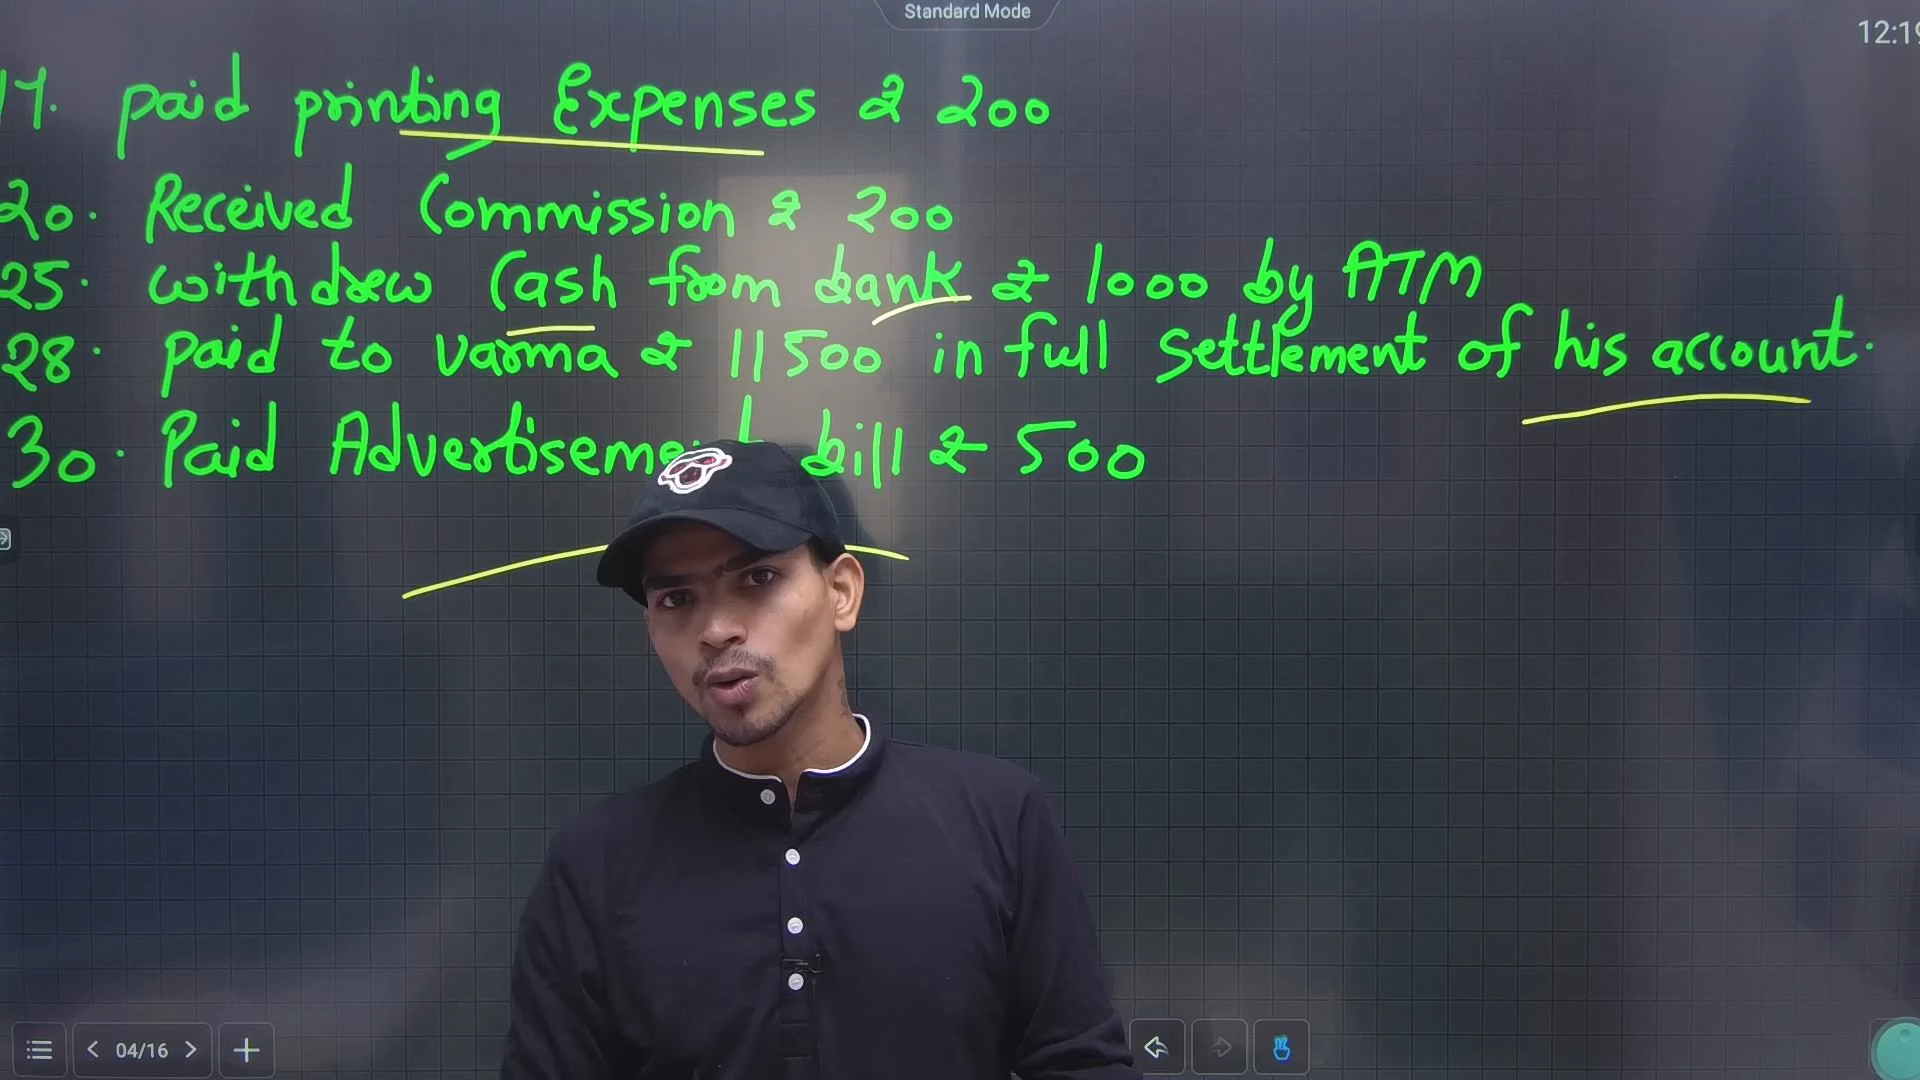 Standard Mode
12:19
17. paid printing Expenses ₹ 200
20. Received Commission ₹ 200
25. withdrew Cash from bank ₹ 1000 by ATM
28. paid to varma ₹ 11500 in full settlement of his account.
30. Paid Advertisement bill ₹ 500
04/16